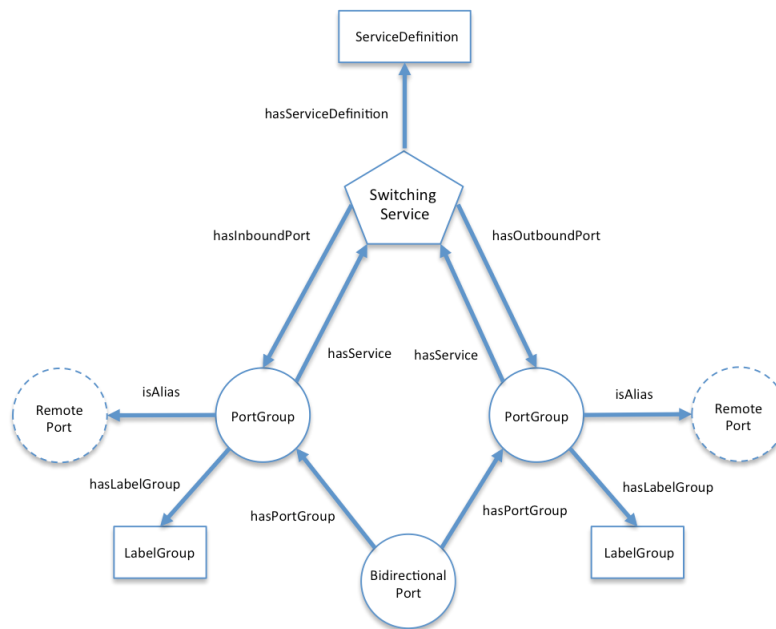 ServiceDefinition
hasServiceDefinition
Switching
Service
hasInboundPort
hasOutboundPort
hasService
hasService
isAlias
isAlias
Remote
Port
PortGroup
PortGroup
Remote
Port
hasLabelGroup
hasLabelGroup
hasPortGroup
hasPortGroup
LabelGroup
Bidirectional
Port
LabelGroup